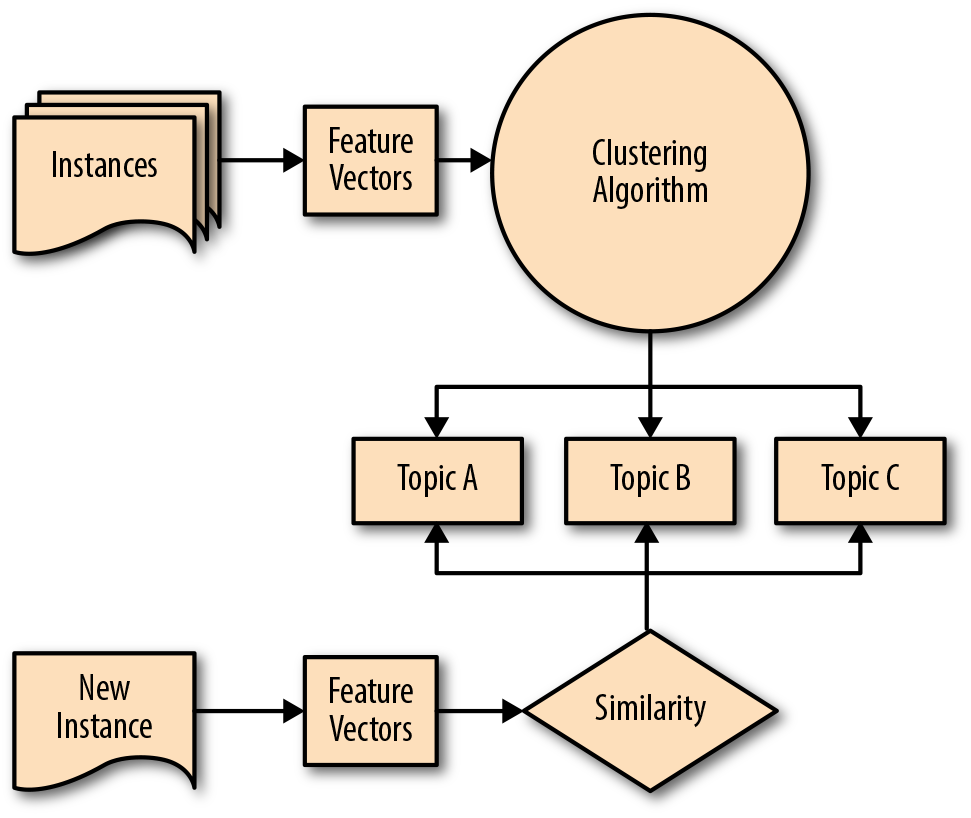 Instances
Feature
Vectors
Clustering
Algorithm
Topic A
Topic B
Topic C
New
Instance
Feature
Vectors
Similarity